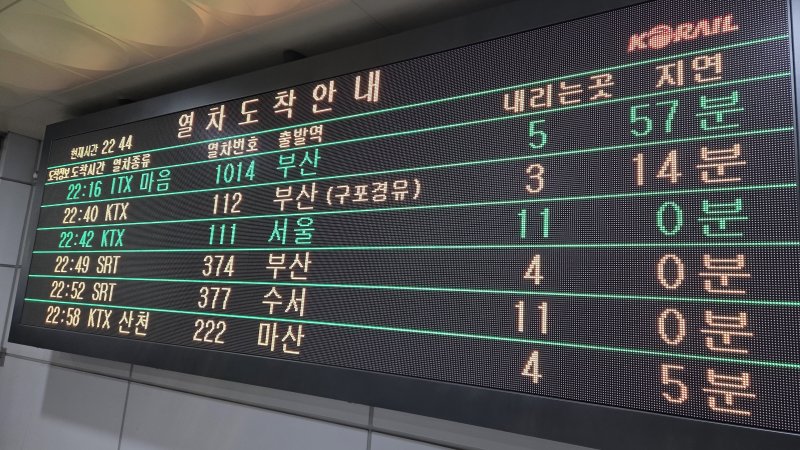 KORAIL
열차도착안내
현재시간 22 44
도착정보 도착시간 열차종류 열차번호 출발역 내리는곳 지연
22:16 ITX 마음 1014 부산 5 57분
22:40 KTX 112 부산(구포경유) 3 14분
22:42 KTX 111 서울 11 0분
22:49 SRT 374 부산 4 0분
22:52 SRT 377 수서 11 0분
22:58 KTX 산천 222 마산 4 5분